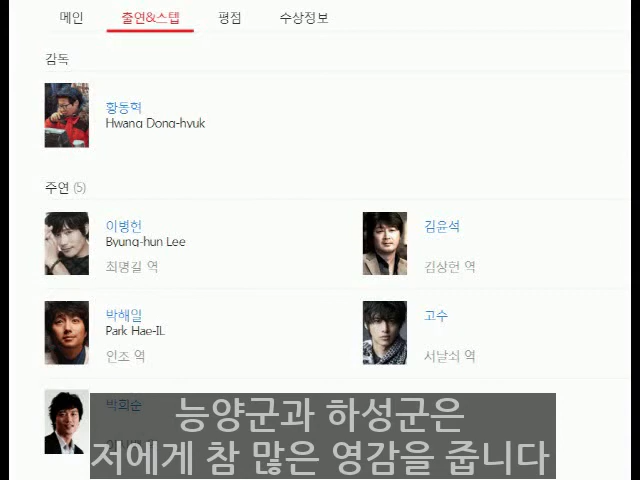 메인 출연&스텝 평점 수상정보
감독
황동혁
Hwang Dong-hyuk
주연 (5)
이병헌
Byung-hun Lee
최명길 역
김윤석
김상헌 역
박해일
Park Hae-IL
인조 역
고수
서날쇠 역
박희순
능양군과 하성군은
저에게 참 많은 영감을 줍니다